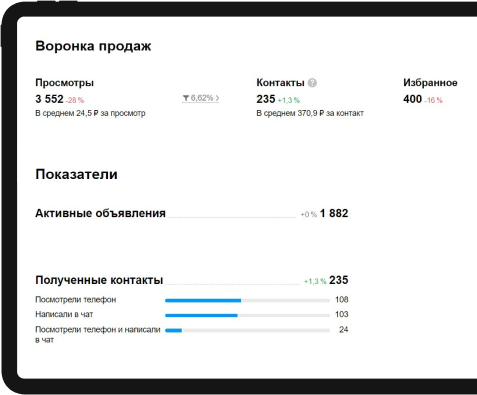 Воронка продаж
Просмотры
3 552 -28 %
6,62% >
В среднем 24,5 ₽ за просмотр
Контакты ?
235 +1,3 %
В среднем 370,9 ₽ за контакт
Избранное
400 -16 %
Показатели
Активные объявления +0 % 1 882
Полученные контакты +1,3 % 235
Посмотрели телефон 108
Написали в чат 103
Посмотрели телефон и написали 24
в чат